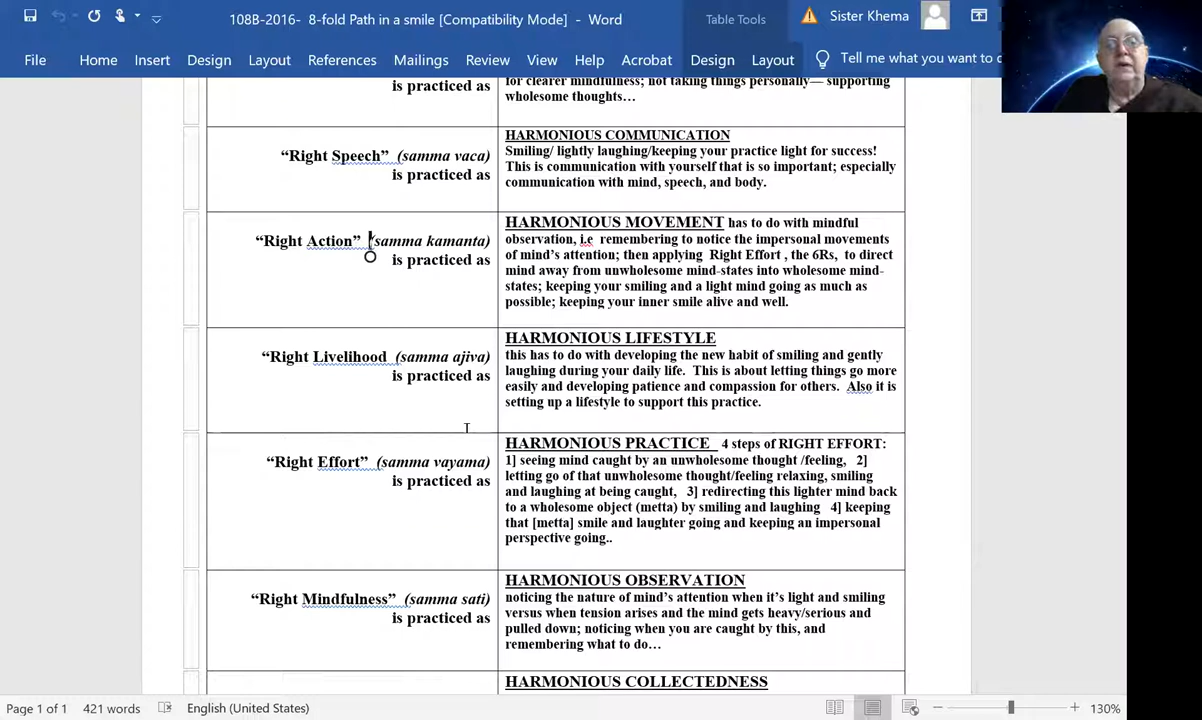 108B-2016-  8-fold Path in a smile [Compatibility Mode]  -  Word
Table Tools
Sister Khema
File
Home
Insert
Design
Layout
References
Mailings
Review
View
Help
Acrobat
Design
Layout
Tell me what you want to
is practiced as
for clearer mindfulness; not taking things personally— supporting
wholesome thoughts…
“Right Speech”  (samma vaca)
is practiced as
HARMONIOUS COMMUNICATION
Smiling/ lightly laughing/keeping your practice light for success!
This is communication with yourself that is so important; especially
communication with mind, speech, and body.
“Right Action”  (samma kamanta)
is practiced as
HARMONIOUS MOVEMENT has to do with mindful
observation, i.e  remembering to notice the impersonal movements
of mind’s attention; then applying  Right Effort , the 6Rs,  to direct
mind away from unwholesome mind-states into wholesome mind-
states; keeping your smiling and a light mind going as much as
possible; keeping your inner smile alive and well.
“Right Livelihood  (samma ajiva)
is practiced as
HARMONIOUS LIFESTYLE
this has to do with developing the new habit of smiling and gently
laughing during your daily life.  This is about letting things go more
easily and developing patience and compassion for others.  Also it is
setting up a lifestyle to support this practice.
“Right Effort”  (samma vayama)
is practiced as
HARMONIOUS PRACTICE   4 steps of RIGHT EFFORT:
1] seeing mind caught by an unwholesome thought /feeling,   2]
letting go of that unwholesome thought/feeling relaxing, smiling
and laughing at being caught,   3] redirecting this lighter mind back
to a wholesome object (metta) by smiling and laughing   4] keeping
that [metta] smile and laughter going and keeping an impersonal
perspective going..
“Right Mindfulness”  (samma sati)
is practiced as
HARMONIOUS OBSERVATION
noticing the nature of mind’s attention when it’s light and smiling
versus when tension arises and the mind gets heavy/serious and
pulled down; noticing when you are caught by this, and
remembering what to do…
HARMONIOUS COLLECTEDNESS
Page 1 of 1
421 words
English (United States)
130%